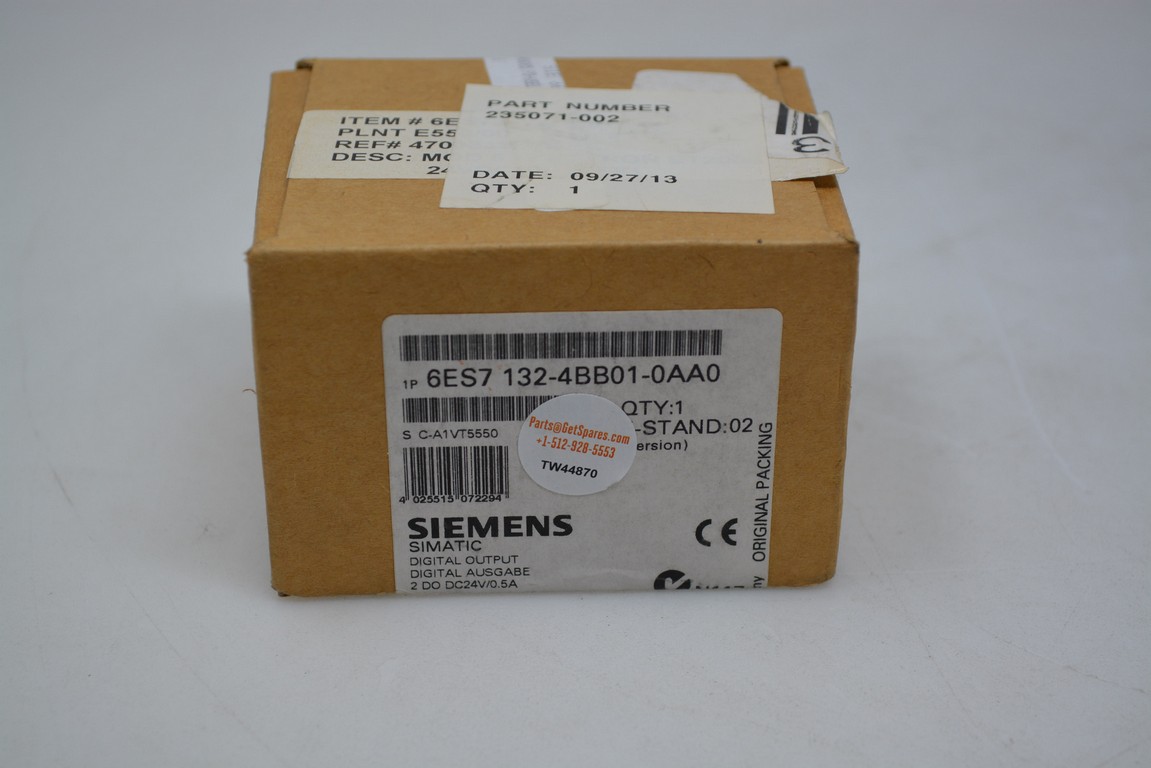 ITEM # 6E
PLNT E55
REF# 470
DESC: MO
24
PART NUMBER
235071-002
DATE: 09/27/13
QTY: 1
3
1P 6ES7 132-4BB01-0AA0
QTY:1
S C-A1VT5550
-STAND:02
ersion)
Parts@GetSpares.com
+1-512-928-5553
TW44870
4 025515 072294
SIEMENS
SIMATIC
DIGITAL OUTPUT
DIGITAL AUSGABE
2 DO DC24V/0.5A
CE
ORIGINAL PACKING